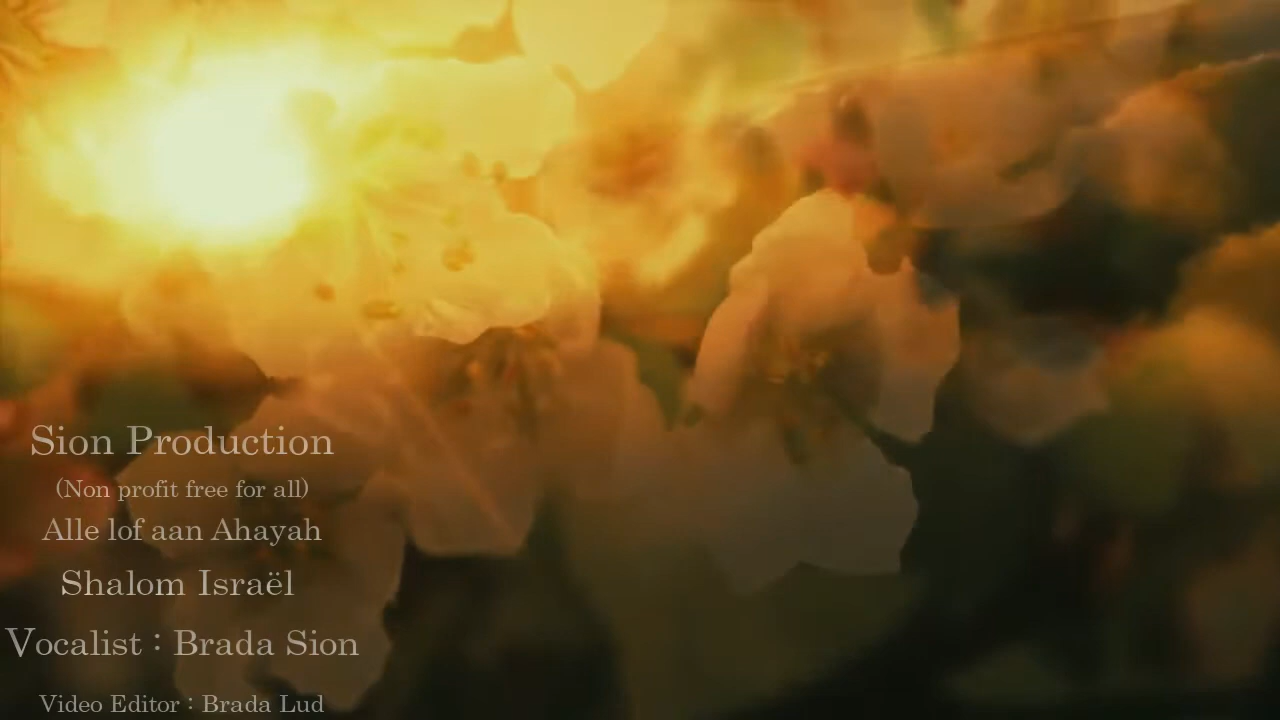 Sion Production
(Non profit free for all)
Alle lof aan Ahayah
Shalom Israël
Vocalist : Brada Sion
Video Editor : Brada Lud